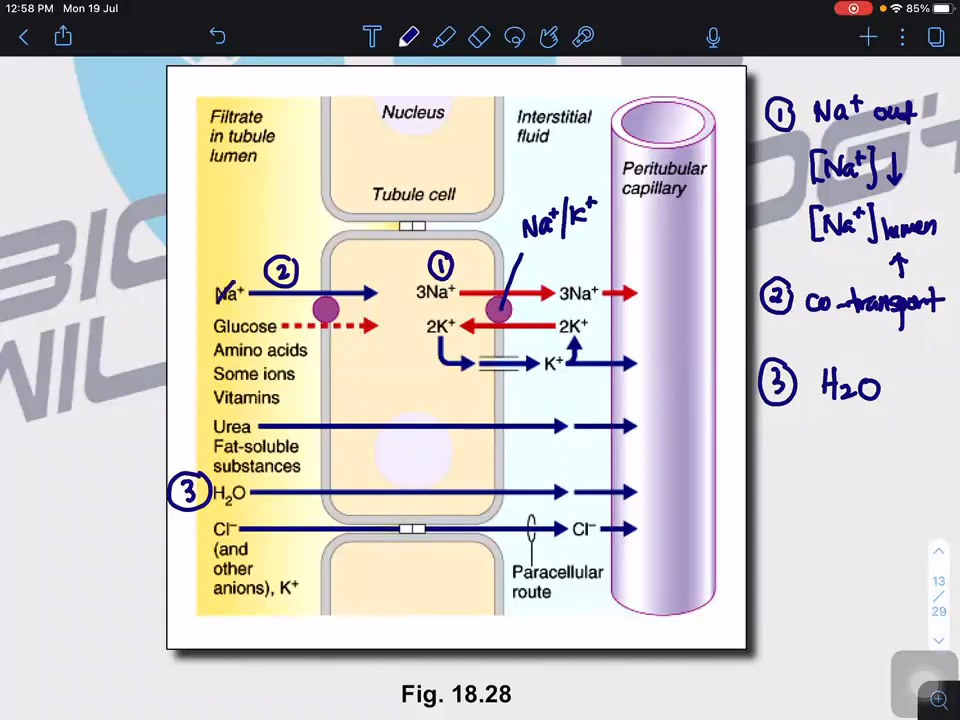 12:58 PM Mon 19 Jul
85%
Filtrate
in tubule
lumen
Nucleus
Tubule cell
Interstitial
fluid
Peritubular
capillary
Na⁺/K⁺
① Na⁺ out
[Na⁺] ↓
[Na⁺] lumen
↑
② co-transport
③ H₂O
②
①
Na⁺
3Na⁺
3Na⁺
Glucose
2K⁺
2K⁺
Amino acids
Some ions
K⁺
Vitamins
Urea
Fat-soluble
substances
③
H₂O
Cl⁻
Cl⁻
(and
other
anions), K⁺
Paracellular
route
13
/
29
Fig. 18.28